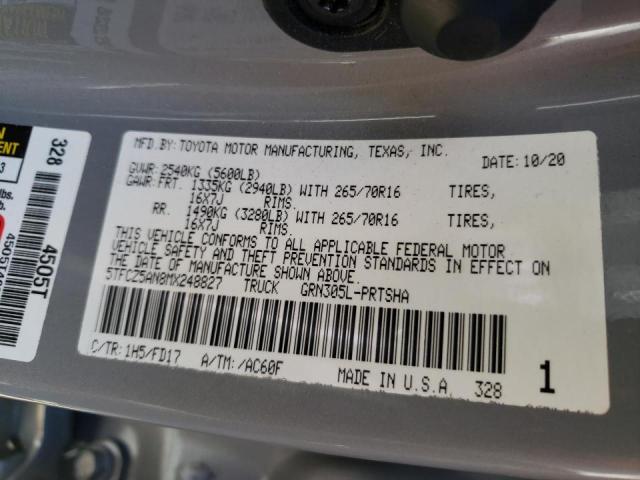 MFD.BY:TOYOTA MOTOR MANUFACTURING, TEXAS, INC. DATE:10/20
GVWR:2540KG (5600LB)
GAWR:FRT. 1335KG (2940LB) WITH 265/70R16 TIRES,
16X7J RIMS.
RR. 1490KG (3280LB) WITH 265/70R16 TIRES,
16X7J RIMS.
THIS VEHICLE CONFORMS TO ALL APPLICABLE FEDERAL MOTOR
VEHICLE SAFETY AND THEFT PREVENTION STANDARDS IN EFFECT ON
THE DATE OF MANUFACTURE SHOWN ABOVE.
5TFCZ5AN0MX248827 TRUCK GRN305L-PRTSHA
C/TR:1H5/FD17 A/TM:/AC60F MADE IN U.S.A. 328 1
328
4505T